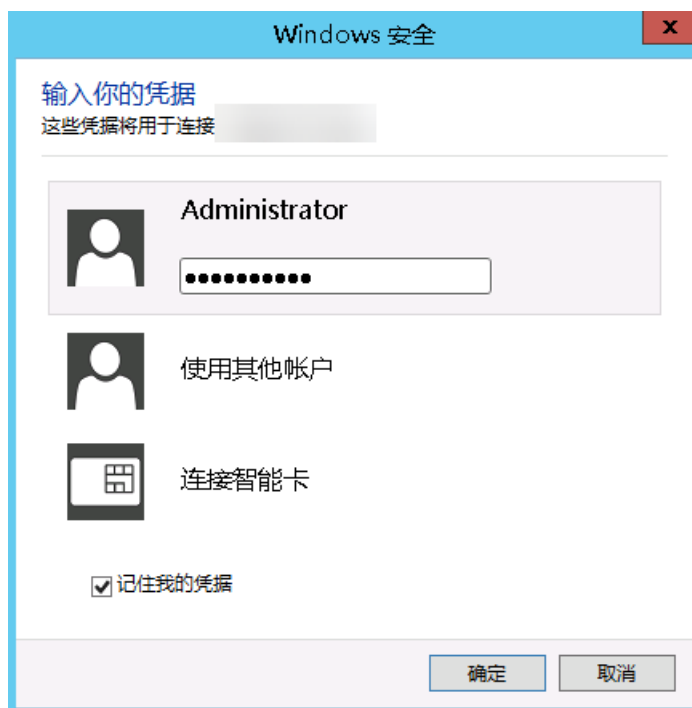 Windows 安全
x
输入你的凭据
这些凭据将用于连接
Administrator
●●●●●●●●●●
使用其他帐户
连接智能卡
记住我的凭据
确定
取消